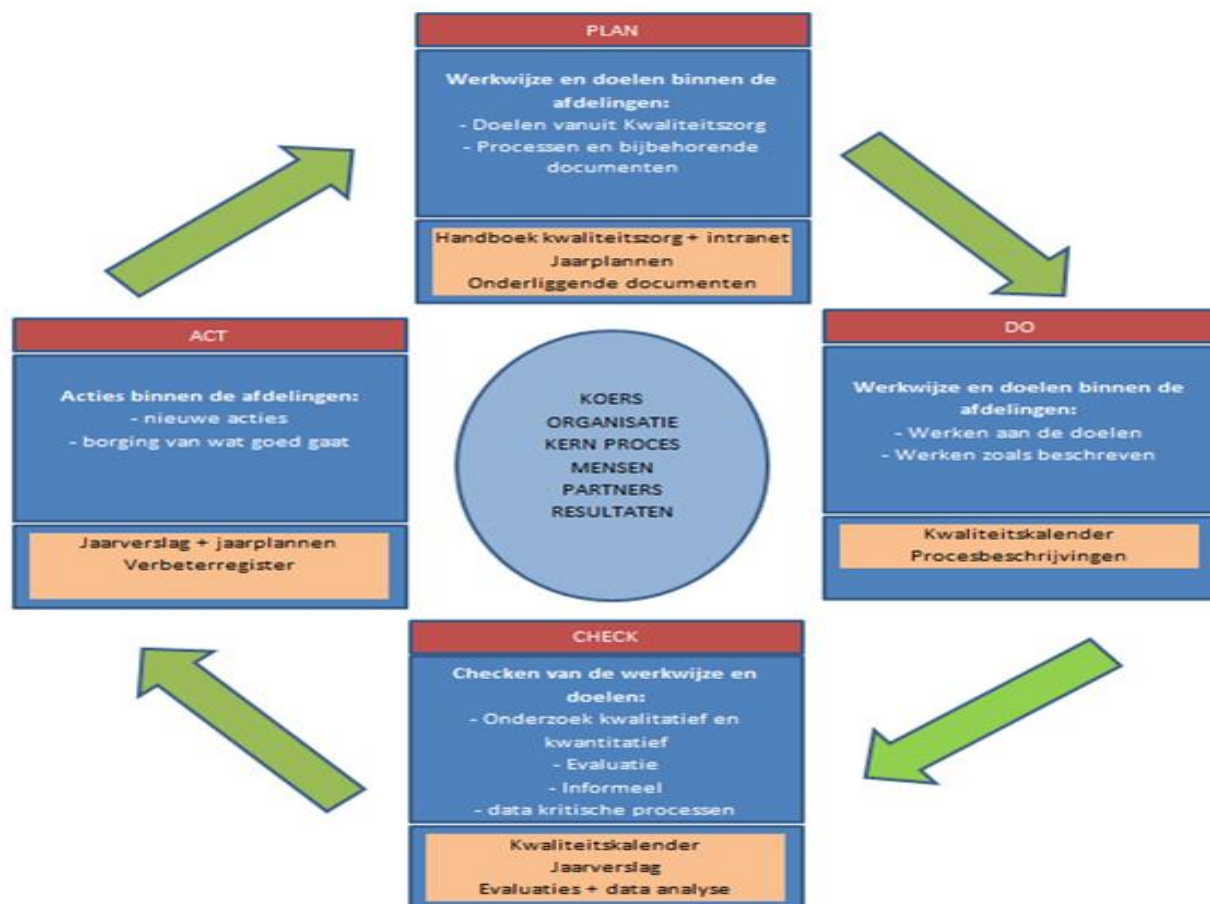 PLAN
Werkwijze en doelen binnen de
afdelingen:
- Doelen vanuit Kwaliteitszorg
- Processen en bijbehorende
documenten
Handboek kwaliteitszorg + intranet
Jaarplannen
Onderliggende documenten
DO
Werkwijze en doelen binnen de
afdelingen:
- Werken aan de doelen
- Werken zoals beschreven
Kwaliteitskalender
Procesbeschrijvingen
CHECK
Checken van de werkwijze en
doelen:
- Onderzoek kwalitatief en
kwantitatief
- Evaluatie
- Informeel
- data kritische processen
Kwaliteitskalender
Jaarverslag
Evaluaties + data analyse
ACT
Acties binnen de afdelingen:
- nieuwe acties
- borging van wat goed gaat
Jaarverslag + jaarplannen
Verbeterregister
KOERS
ORGANISATIE
KERN PROCES
MENSEN
PARTNERS
RESULTATEN